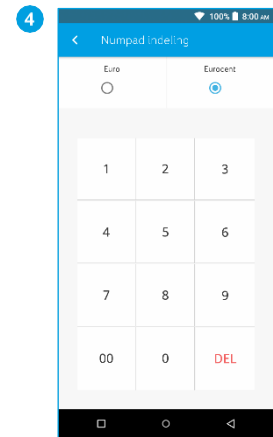 4
100% 8:00 AM
Numpad indeling
Euro Eurocent
1 2 3
4 5 6
7 8 9
00 0 DEL